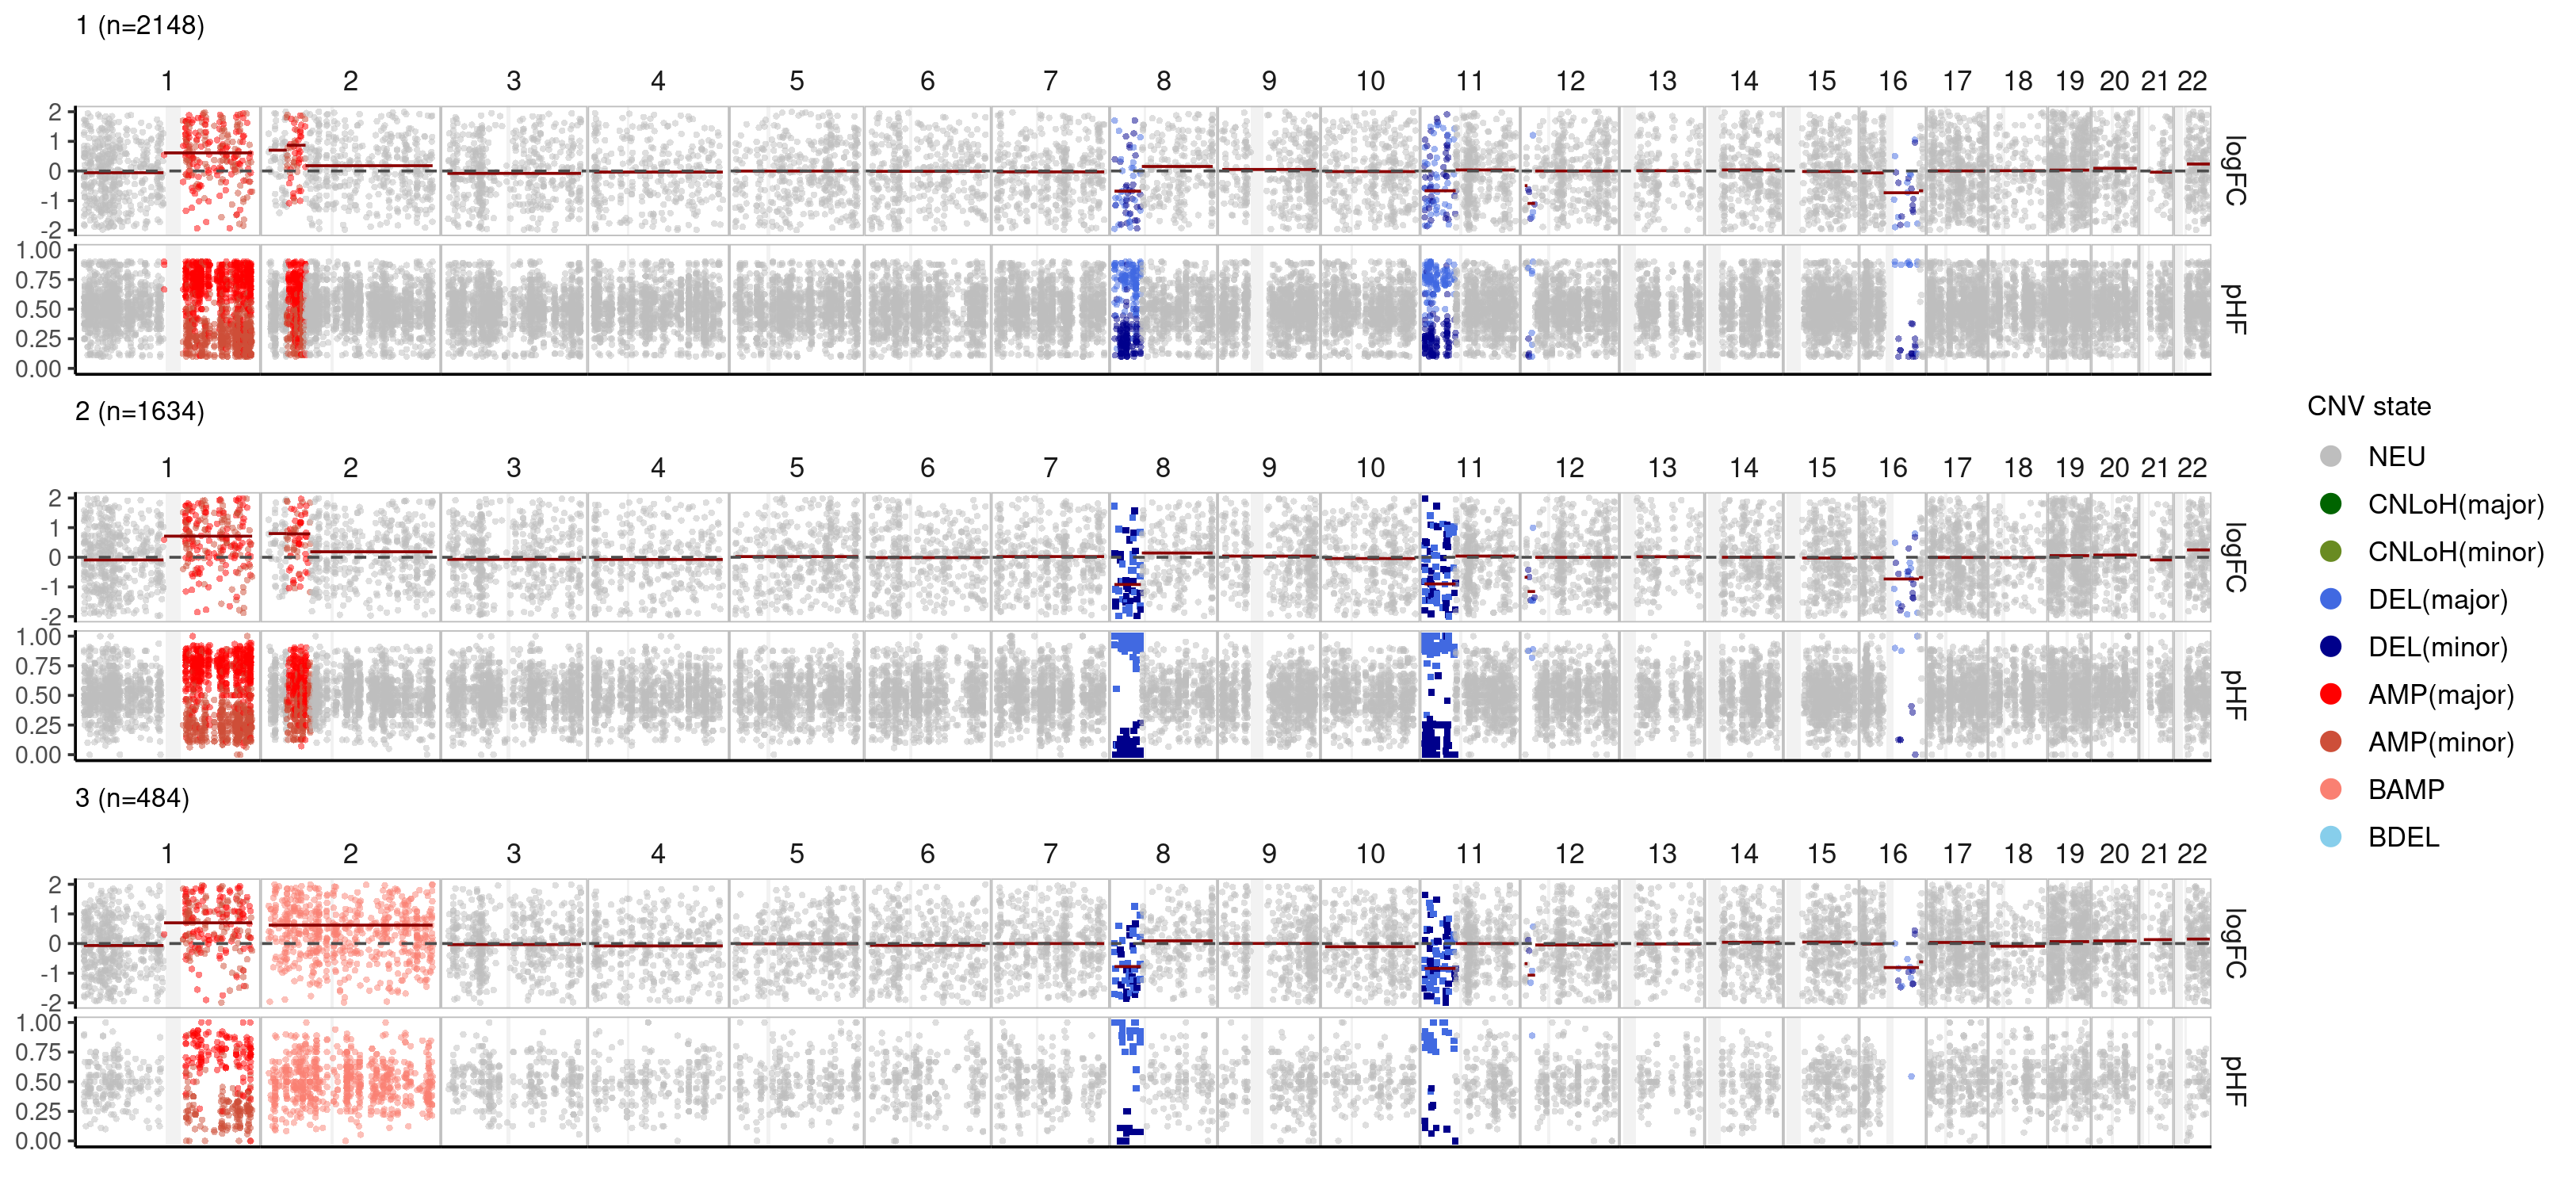 1 (n=2148)
1 2 3 4 5 6 7 8 9 10 11 12 13 14 15 16 17 18 19 20 21 22
2
1
0
-1
-2
logFC
1.00
0.75
0.50
0.25
0.00
pHF
2 (n=1634)
1 2 3 4 5 6 7 8 9 10 11 12 13 14 15 16 17 18 19 20 21 22
2
1
0
-1
-2
logFC
1.00
0.75
0.50
0.25
0.00
pHF
3 (n=484)
1 2 3 4 5 6 7 8 9 10 11 12 13 14 15 16 17 18 19 20 21 22
2
1
0
-1
-2
logFC
1.00
0.75
0.50
0.25
0.00
pHF
CNV state
NEU
CNLoH(major)
CNLoH(minor)
DEL(major)
DEL(minor)
AMP(major)
AMP(minor)
BAMP
BDEL